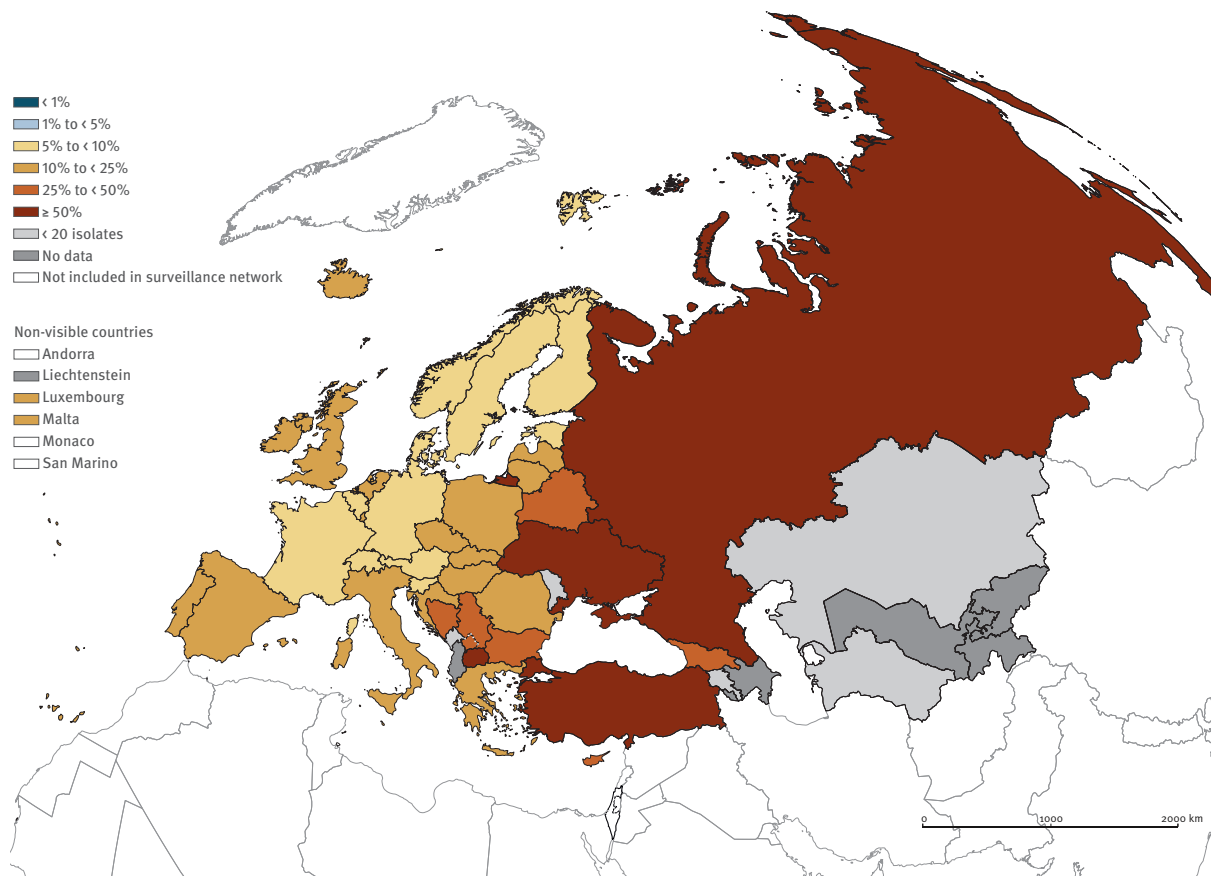 < 1%
1% to < 5%
5% to < 10%
10% to < 25%
25% to < 50%
≥ 50%
< 20 isolates
No data
Not included in surveillance network
Non-visible countries
Andorra
Liechtenstein
Luxembourg
Malta
Monaco
San Marino
0 1000 2000 km